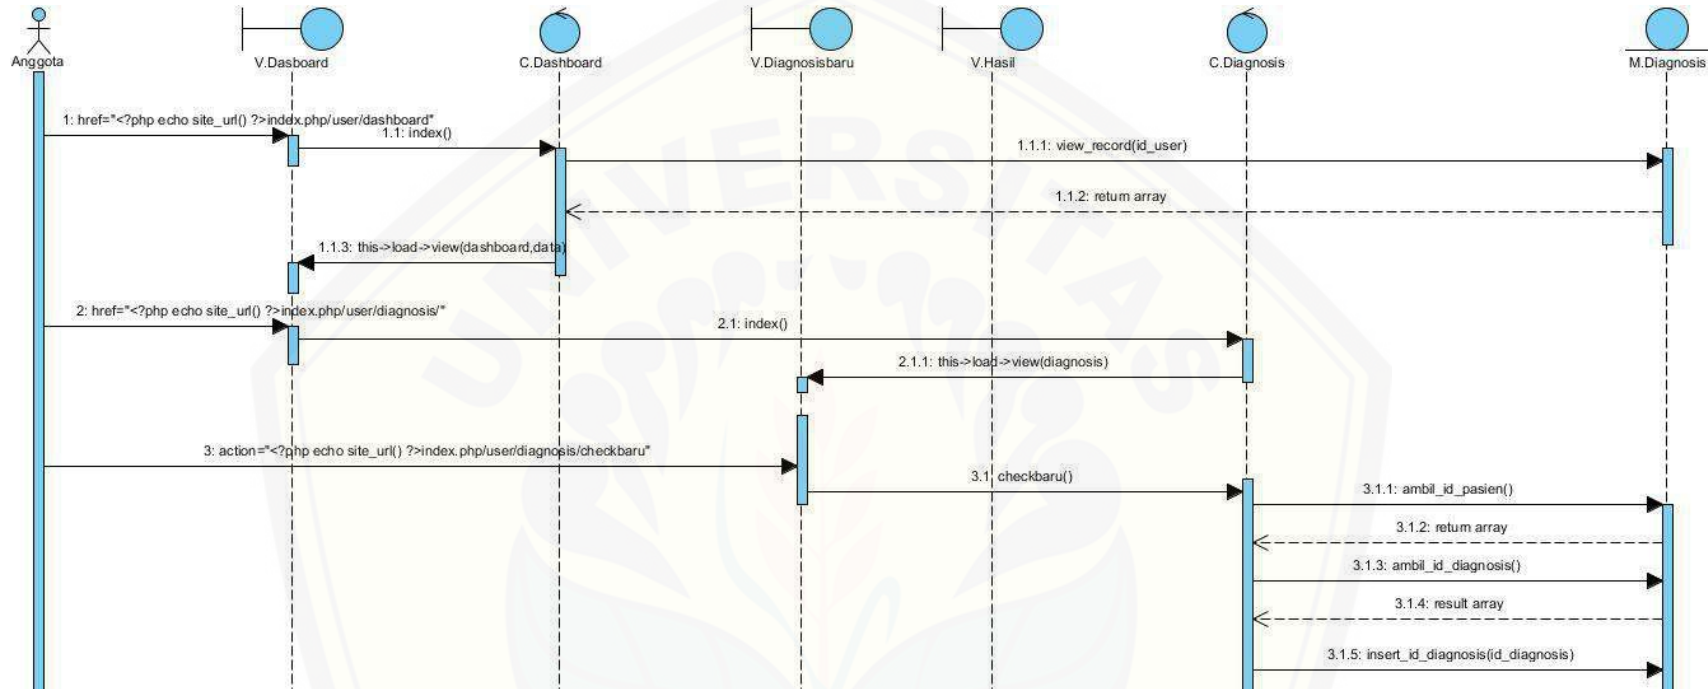 Anggota
V.Dasboard
C.Dashboard
V.Diagnosisbaru
V.Hasil
C.Diagnosis
M.Diagnosis
1: href="<?php echo site_url() ?>index.php/user/dashboard"
1.1: index()
1.1.1: view_record(id_user)
1.1.2: return array
1.1.3: this->load->view(dashboard,data)
2: href="<?php echo site_url() ?>index.php/user/diagnosis/"
2.1: index()
2.1.1: this->load->view(diagnosis)
3: action="<?php echo site_url() ?>index.php/user/diagnosis/checkbaru"
3.1: checkbaru()
3.1.1: ambil_id_pasien()
3.1.2: return array
3.1.3: ambil_id_diagnosis()
3.1.4: result array
3.1.5: insert_id_diagnosis(id_diagnosis)
UNIVERSITAS